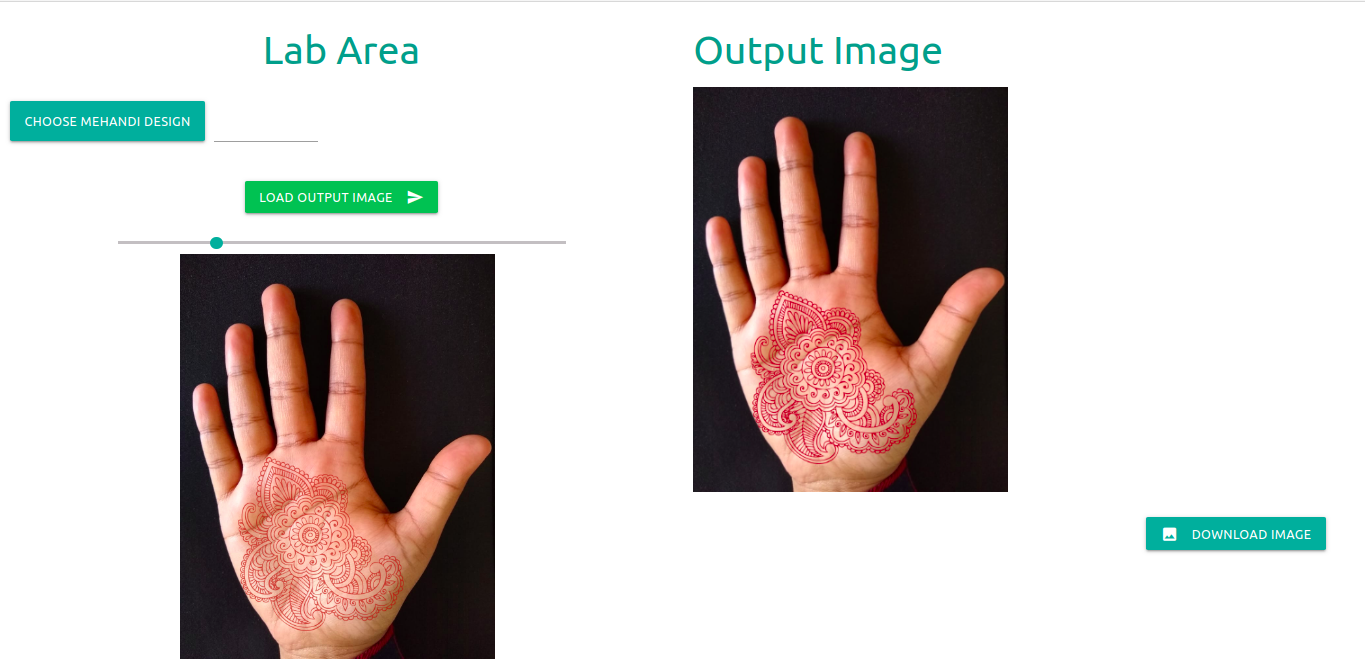 Lab Area
CHOOSE MEHANDI DESIGN
LOAD OUTPUT IMAGE
Output Image
DOWNLOAD IMAGE